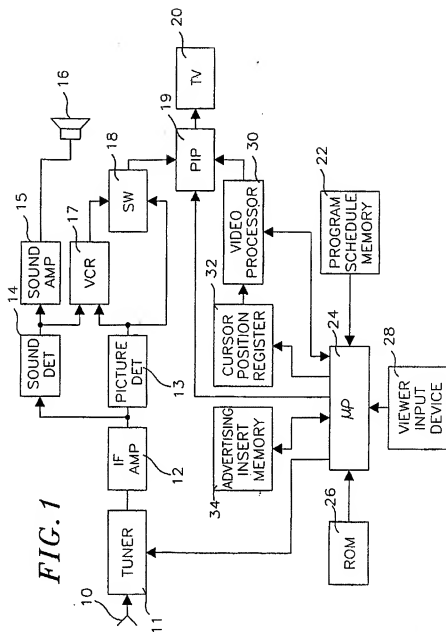 FIG. 1
10
TUNER
11
IF AMP
12
PICTURE DET
13
SOUND DET
14
SOUND AMP
15
16
VCR
17
SW
18
PIP
19
TV
20
ADVERTISING
INSERT
MEMORY
34
CURSOR
POSITION
REGISTER
32
VIDEO
PROCESSOR
30
ROM
26
μP
24
VIEWER
INPUT
DEVICE
28
PROGRAM
SCHEDULE
MEMORY
22